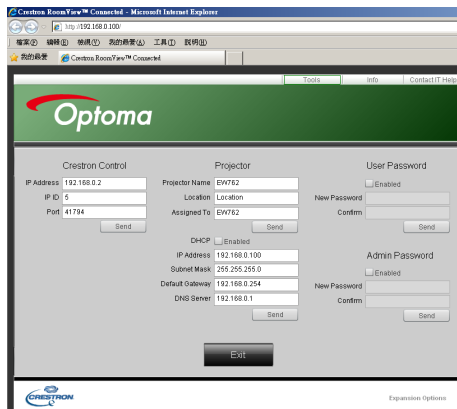 Crestron RoomView™ Connected - Microsoft Internet Explorer
http://192.168.0.100/
檔案(F) 編輯(E) 檢視(V) 我的最愛(A) 工具(T) 說明(H)
我的最愛 Crestron RoomView™ Connected
Tools Info Contact IT Help
Optoma
Crestron Control
IP Address 192.168.0.2
IP ID 5
Port 41794
Send
Projector
Projector Name EW762
Location Location
Assigned To EW762
Send
DHCP Enabled
IP Address 192.168.0.100
Subnet Mask 255.255.255.0
Default Gateway 192.168.0.254
DNS Server 192.168.0.1
Send
User Password
Enabled
New Password
Confirm
Send
Admin Password
Enabled
New Password
Confirm
Send
Exit
CRESTRON
Expansion Options